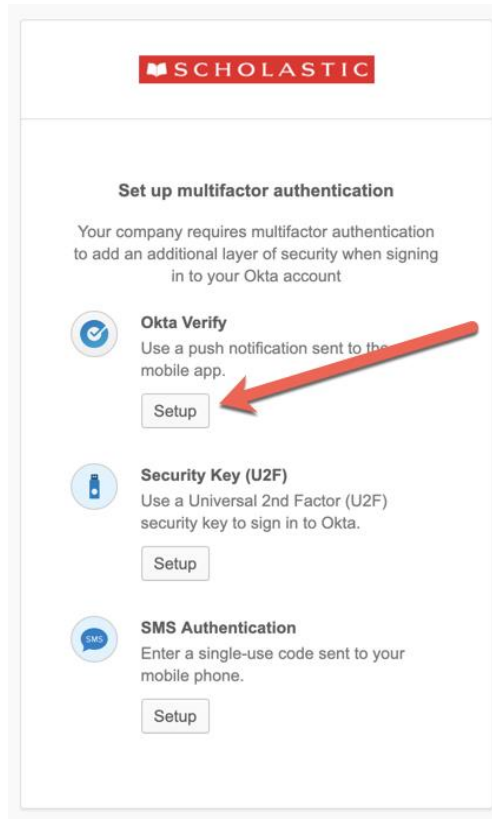 SCHOLASTIC
Set up multifactor authentication
Your company requires multifactor authentication
to add an additional layer of security when signing
in to your Okta account
Okta Verify
Use a push notification sent to the
mobile app.
Setup
Security Key (U2F)
Use a Universal 2nd Factor (U2F)
security key to sign in to Okta.
Setup
SMS
SMS Authentication
Enter a single-use code sent to your
mobile phone.
Setup